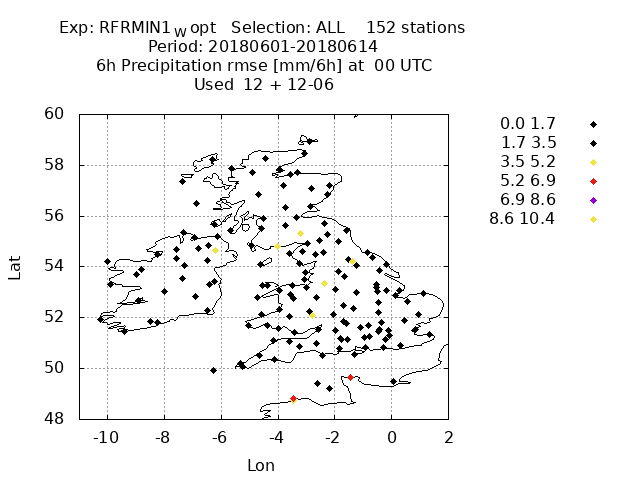 Exp: RFRMIN1wopt Selection: ALL 152 stations
Period: 20180601-20180614
6h Precipitation rmse [mm/6h] at 00 UTC
Used 12 + 12-06
0.0 1.7
1.7 3.5
3.5 5.2
5.2 6.9
6.9 8.6
8.6 10.4
60
58
56
54
52
50
48
Lat
-10 -8 -6 -4 -2 0 2
Lon